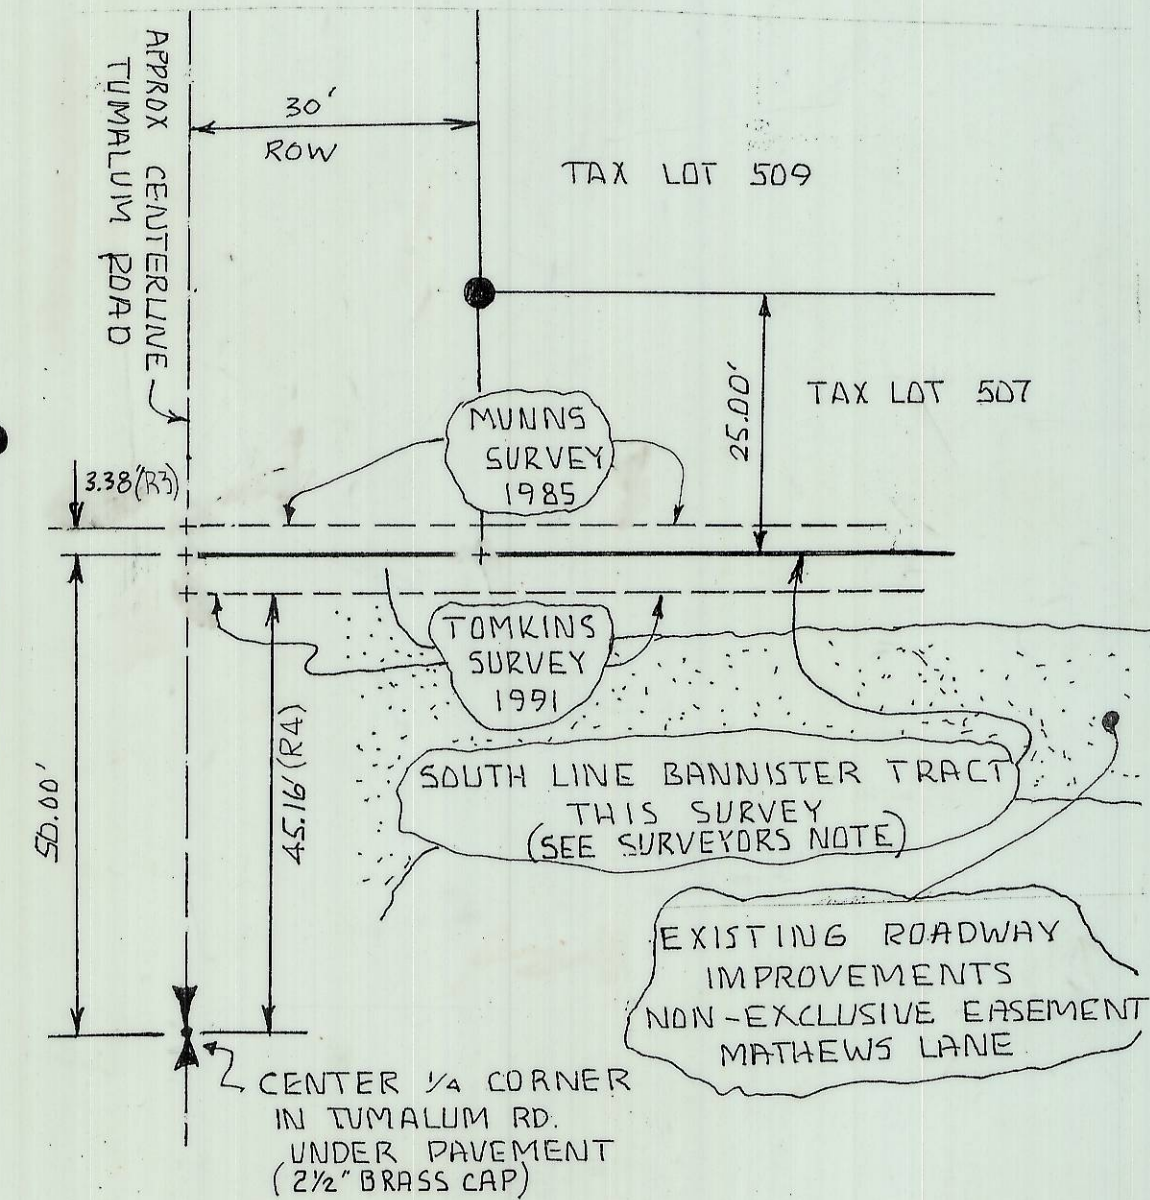 APPROX CENTERLINE
TUMALUM ROAD
30'
ROW
TAX LOT 509
25.00'
TAX LOT 507
MUNNS
SURVEY
1985
3.38'(R3)
TOMKINS
SURVEY
1991
50.00'
45.16'(R4)
SOUTH LINE BANNISTER TRACT
THIS SURVEY
(SEE SURVEYORS NOTE)
EXISTING ROADWAY
IMPROVEMENTS
NON-EXCLUSIVE EASEMENT
MATHEWS LANE
CENTER 1/4 CORNER
IN TUMALUM RD.
UNDER PAVEMENT
(2½" BRASS CAP)